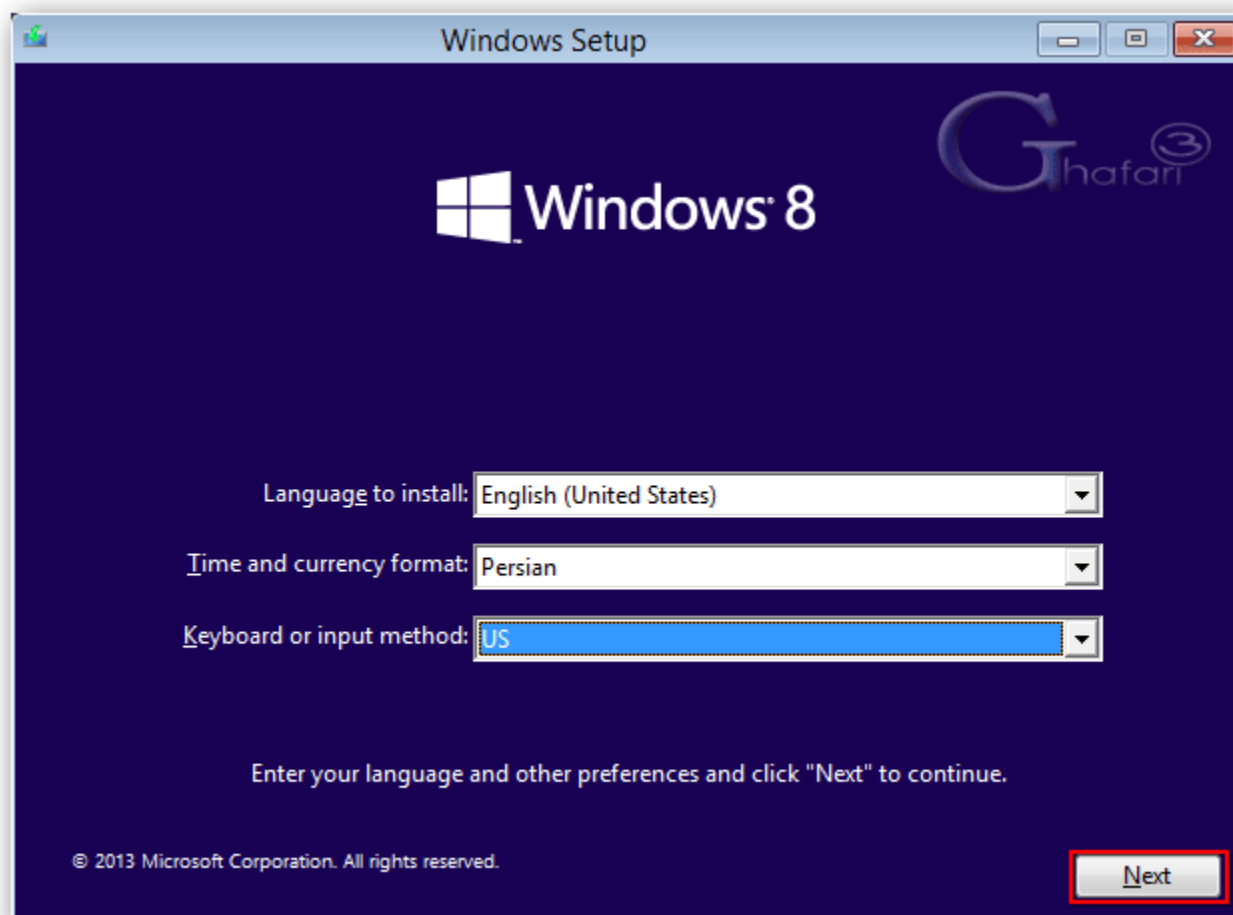 Windows Setup
Ghafari3
Windows® 8
™
Language to install: English (United States)
Time and currency format: Persian
Keyboard or input method: US
Enter your language and other preferences and click "Next" to continue.
© 2013 Microsoft Corporation. All rights reserved.
Next